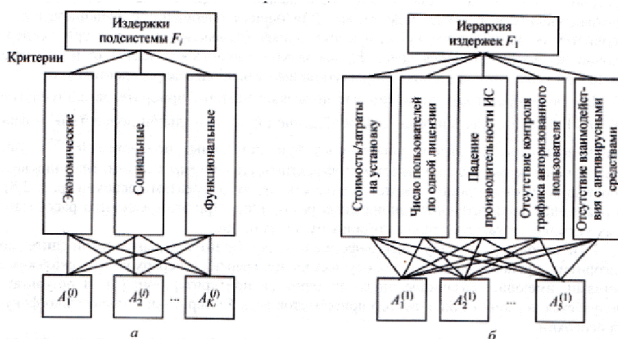 Издержки
подсистемы Fi
Критерии
Экономические
Социальные
Функциональные
A1(i)
A2(i)
...
AKi(i)
а
Иерархия
издержек F1
Стоимость/затраты
на установку
Число пользователей
по одной лицензии
Падение
производительности ИС
Отсутствие контроля
трафика авторизованного
пользователя
Отсутствие взаимодейст-
вия с антивирусными
средствами
A1(1)
A2(1)
...
A5(1)
б